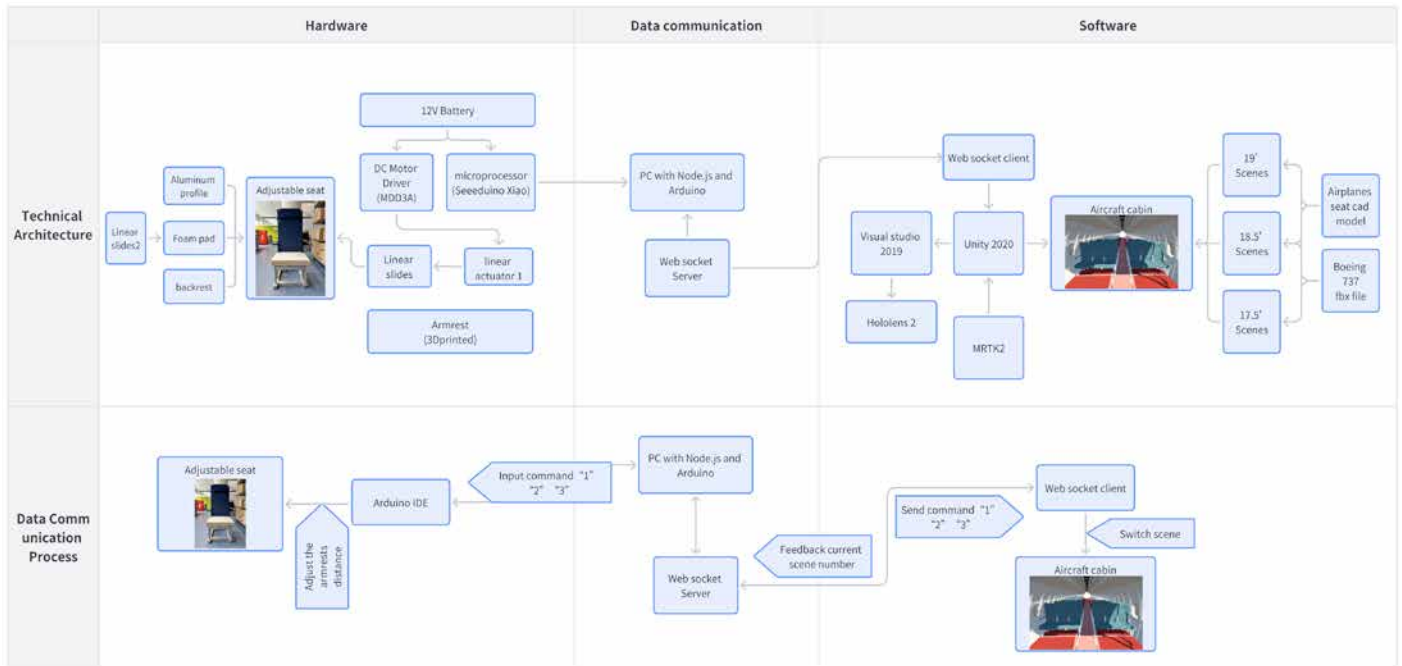 Hardware
Data communication
Software
Technical
Architecture
12V Battery
DC Motor
Driver
(MDD3A)
microprocessor
(Seeeduino Xiao)
Aluminum
profile
Linear
slides2
Foam pad
backrest
Adjustable seat
Linear
slides
linear
actuator 1
Armrest
(3Dprinted)
PC with Node.js and
Arduino
Web socket
Server
Web socket client
Visual studio
2019
Unity 2020
Hololens 2
MRTK2
Aircraft cabin
19'
Scenes
18.5'
Scenes
17.5'
Scenes
Airplanes
seat cad
model
Boeing
737
fbx file
Data Comm
unication
Process
Adjustable seat
Adjust the
armrests
distance
Arduino IDE
Input command “1”
“2” “3”
PC with Node.js and
Arduino
Web socket
Server
Feedback current
scene number
Send command “1”
“2” “3”
Web socket client
Switch scene
Aircraft cabin